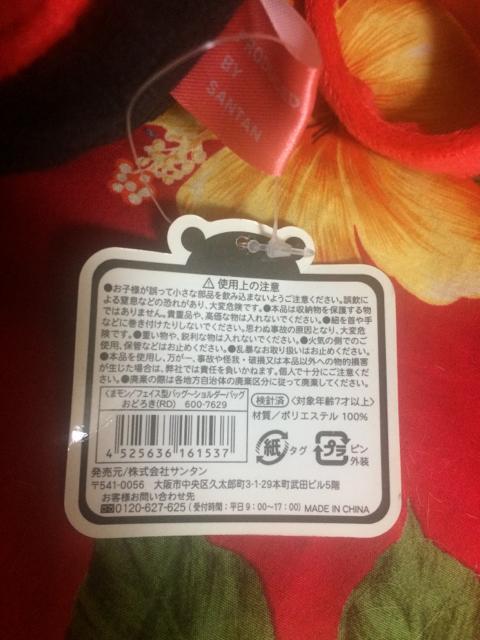 PRODUCED
BY
SANTAN
⚠使用上の注意
●お子様が誤って小さな部品を飲み込まないようご注意ください。誤飲によ
る窒息などの恐れがあり、大変危険です。●本品は収納物を保護する物
ではありません。貴重品や、高価な物は入れないでください。●紐を首や手
などに巻き付けたりしないでください。思わぬ事故の原因となり、大変危
険です。●重い物や、鋭利な物は入れないでください。●火気の側でのご
使用、保管などはお止めください。●乱暴なお取り扱いはお止めください。
●本品を使用し、万が一、事故や怪我・破損又は本品以外への物的損害
が生じた場合は、弊社では責任を負いかねます。個人で十分にご注意く
ださい。●廃棄の際は各地方自治体の廃棄区分に従って廃棄してください。
くまモン/フェイス型バッグ〜ショルダーバッグ
おどろき(RD) 600-7629
検針済 〈対象年齢7才以上〉
材質/ポリエステル 100%
4 525636 161537
紙 タグ プラ ピン 外装
発売元/株式会社サンタン
〒541-0056 大阪市中央区久太郎町3-1-29本町武田ビル5階
お客様お問い合わせ先
0120-627-625 (受付時間:平日9:00〜17:00) MADE IN CHINA